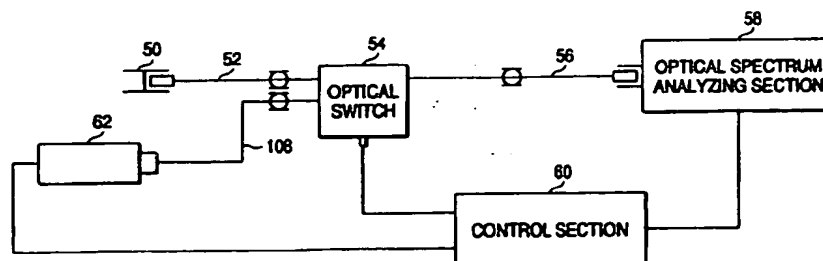 50
52
54
56
58
OPTICAL SWITCH
OPTICAL SPECTRUM
ANALYZING SECTION
62
108
60
CONTROL SECTION